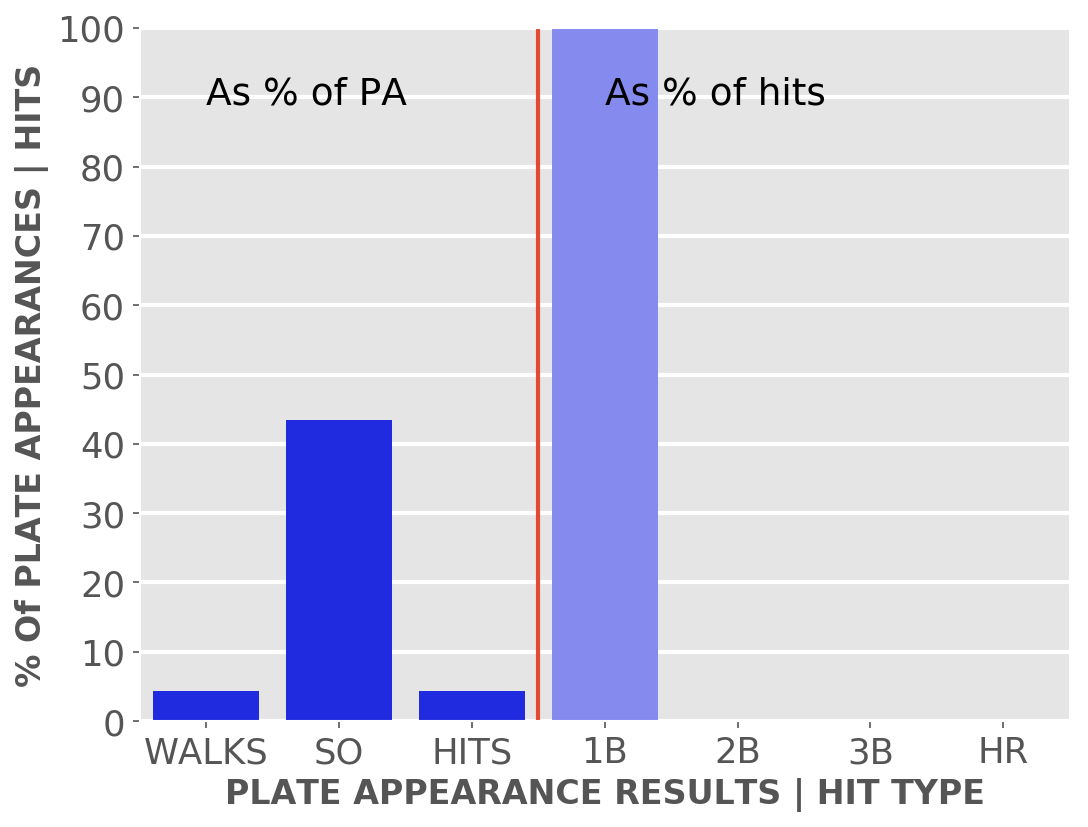 % Of PLATE APPEARANCES | HITS
100
90
80
70
60
50
40
30
20
10
0
As % of PA
As % of hits
WALKS SO HITS 1B 2B 3B HR
PLATE APPEARANCE RESULTS | HIT TYPE